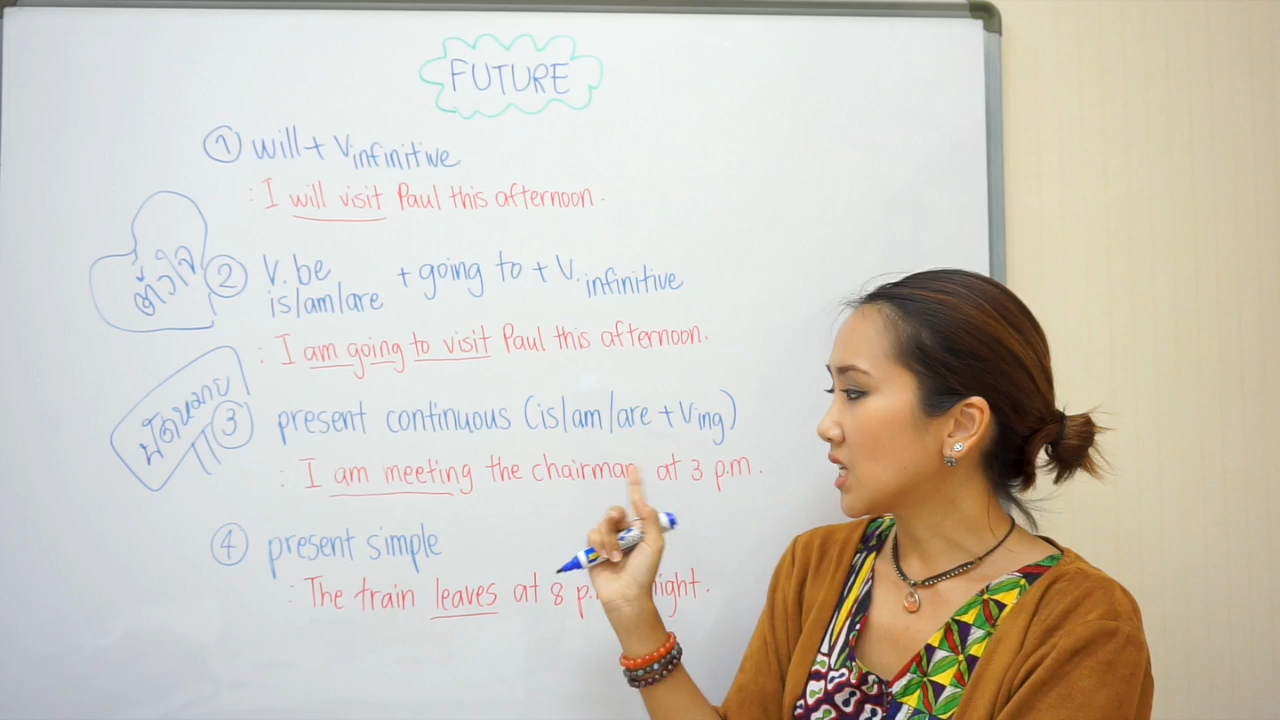 FUTURE
① will + Vinfinitive
: I will visit Paul this afternoon.
ตั้งใจ
② V. be + going to + V. infinitive
is/am/are
: I am going to visit Paul this afternoon.
นัดหมาย
③ present continuous (is/am/are + Ving)
: I am meeting the chairman at 3 p.m.
④ present simple
: The train leaves at 8 p.